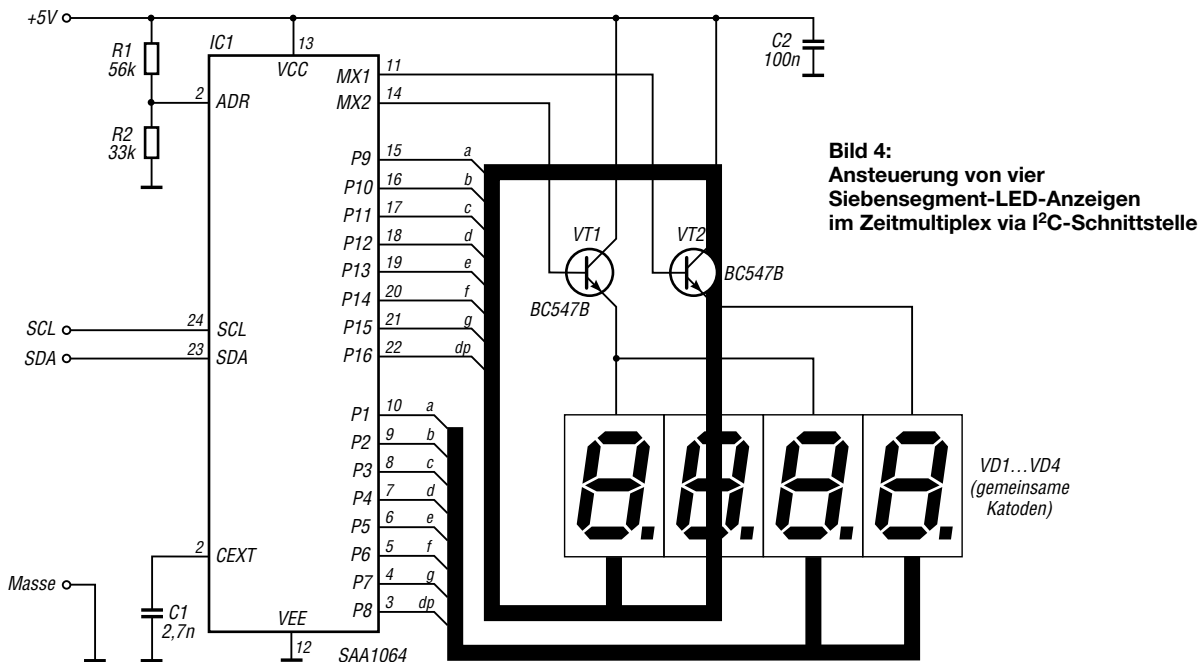 +5V
R1
56k
R2
33k
2
ADR
IC1
13
VCC
MX1
11
MX2
14
P9
15
a
P10
16
b
P11
17
c
P12
18
d
P13
19
e
P14
20
f
P15
21
g
P16
22
dp
SCL
24
SCL
SDA
23
SDA
P1
10
a
P2
9
b
P3
8
c
P4
7
d
P5
6
e
P6
5
f
P7
4
g
P8
3
dp
2
CEXT
Masse
C1
2,7n
VEE
12
SAA1064
VT1
BC547B
VT2
BC547B
C2
100n
Bild 4:
Ansteuerung von vier
Siebensegment-LED-Anzeigen
im Zeitmultiplex via I²C-Schnittstelle
8.
8.
8.
8.
VD1...VD4
(gemeinsame
Katoden)